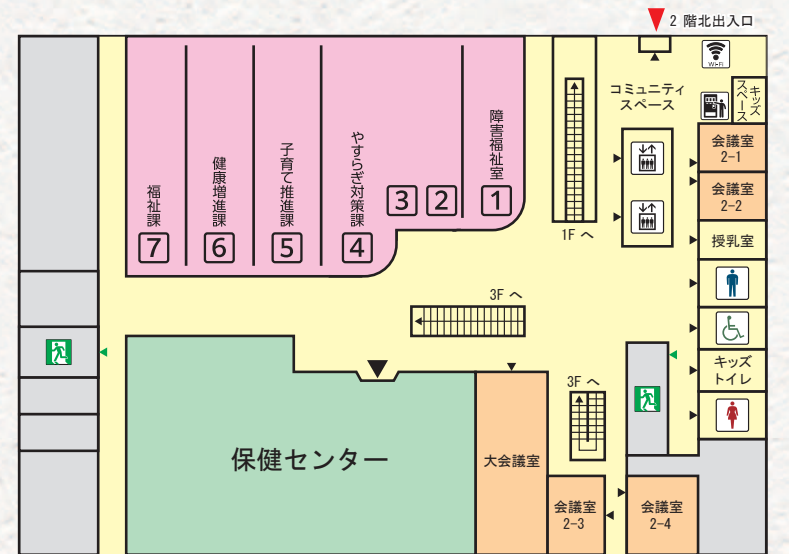 2 階北出入口
Wi-Fi
コミュニティ
スペース
キッズ
スペース
会議室
2-1
会議室
2-2
授乳室
キッズ
トイレ
障害福祉室
1
2
3
やすらぎ対策課
4
子育て推進課
5
健康増進課
6
福祉課
7
1F へ
3F へ
3F へ
保健センター
大会議室
会議室
2-3
会議室
2-4